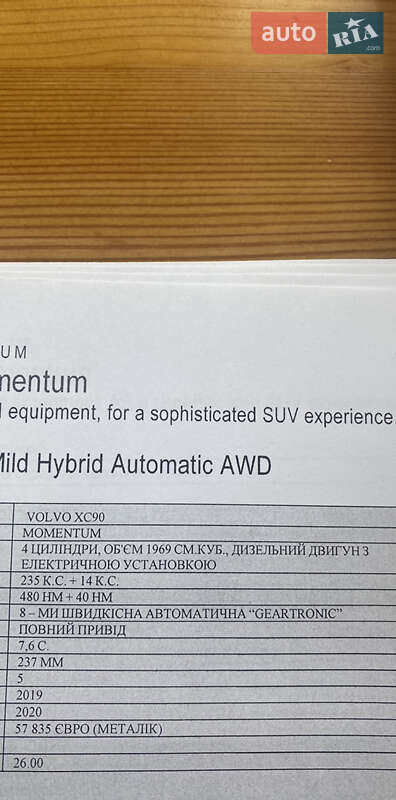 auto RIA .com
UM
mentum
equipment, for a sophisticated SUV experience.
Mild Hybrid Automatic AWD
VOLVO XC90
MOMENTUM
4 ЦИЛІНДРИ, ОБ'ЄМ 1969 СМ.КУБ., ДИЗЕЛЬНИЙ ДВИГУН З
ЕЛЕКТРИЧНОЮ УСТАНОВКОЮ
235 К.С. + 14 К.С.
480 НМ + 40 НМ
8 – МИ ШВИДКІСНА АВТОМАТИЧНА “GEARTRONIC”
ПОВНИЙ ПРИВІД
7,6 С.
237 ММ
5
2019
2020
57 835 ЄВРО (МЕТАЛІК)
26.00